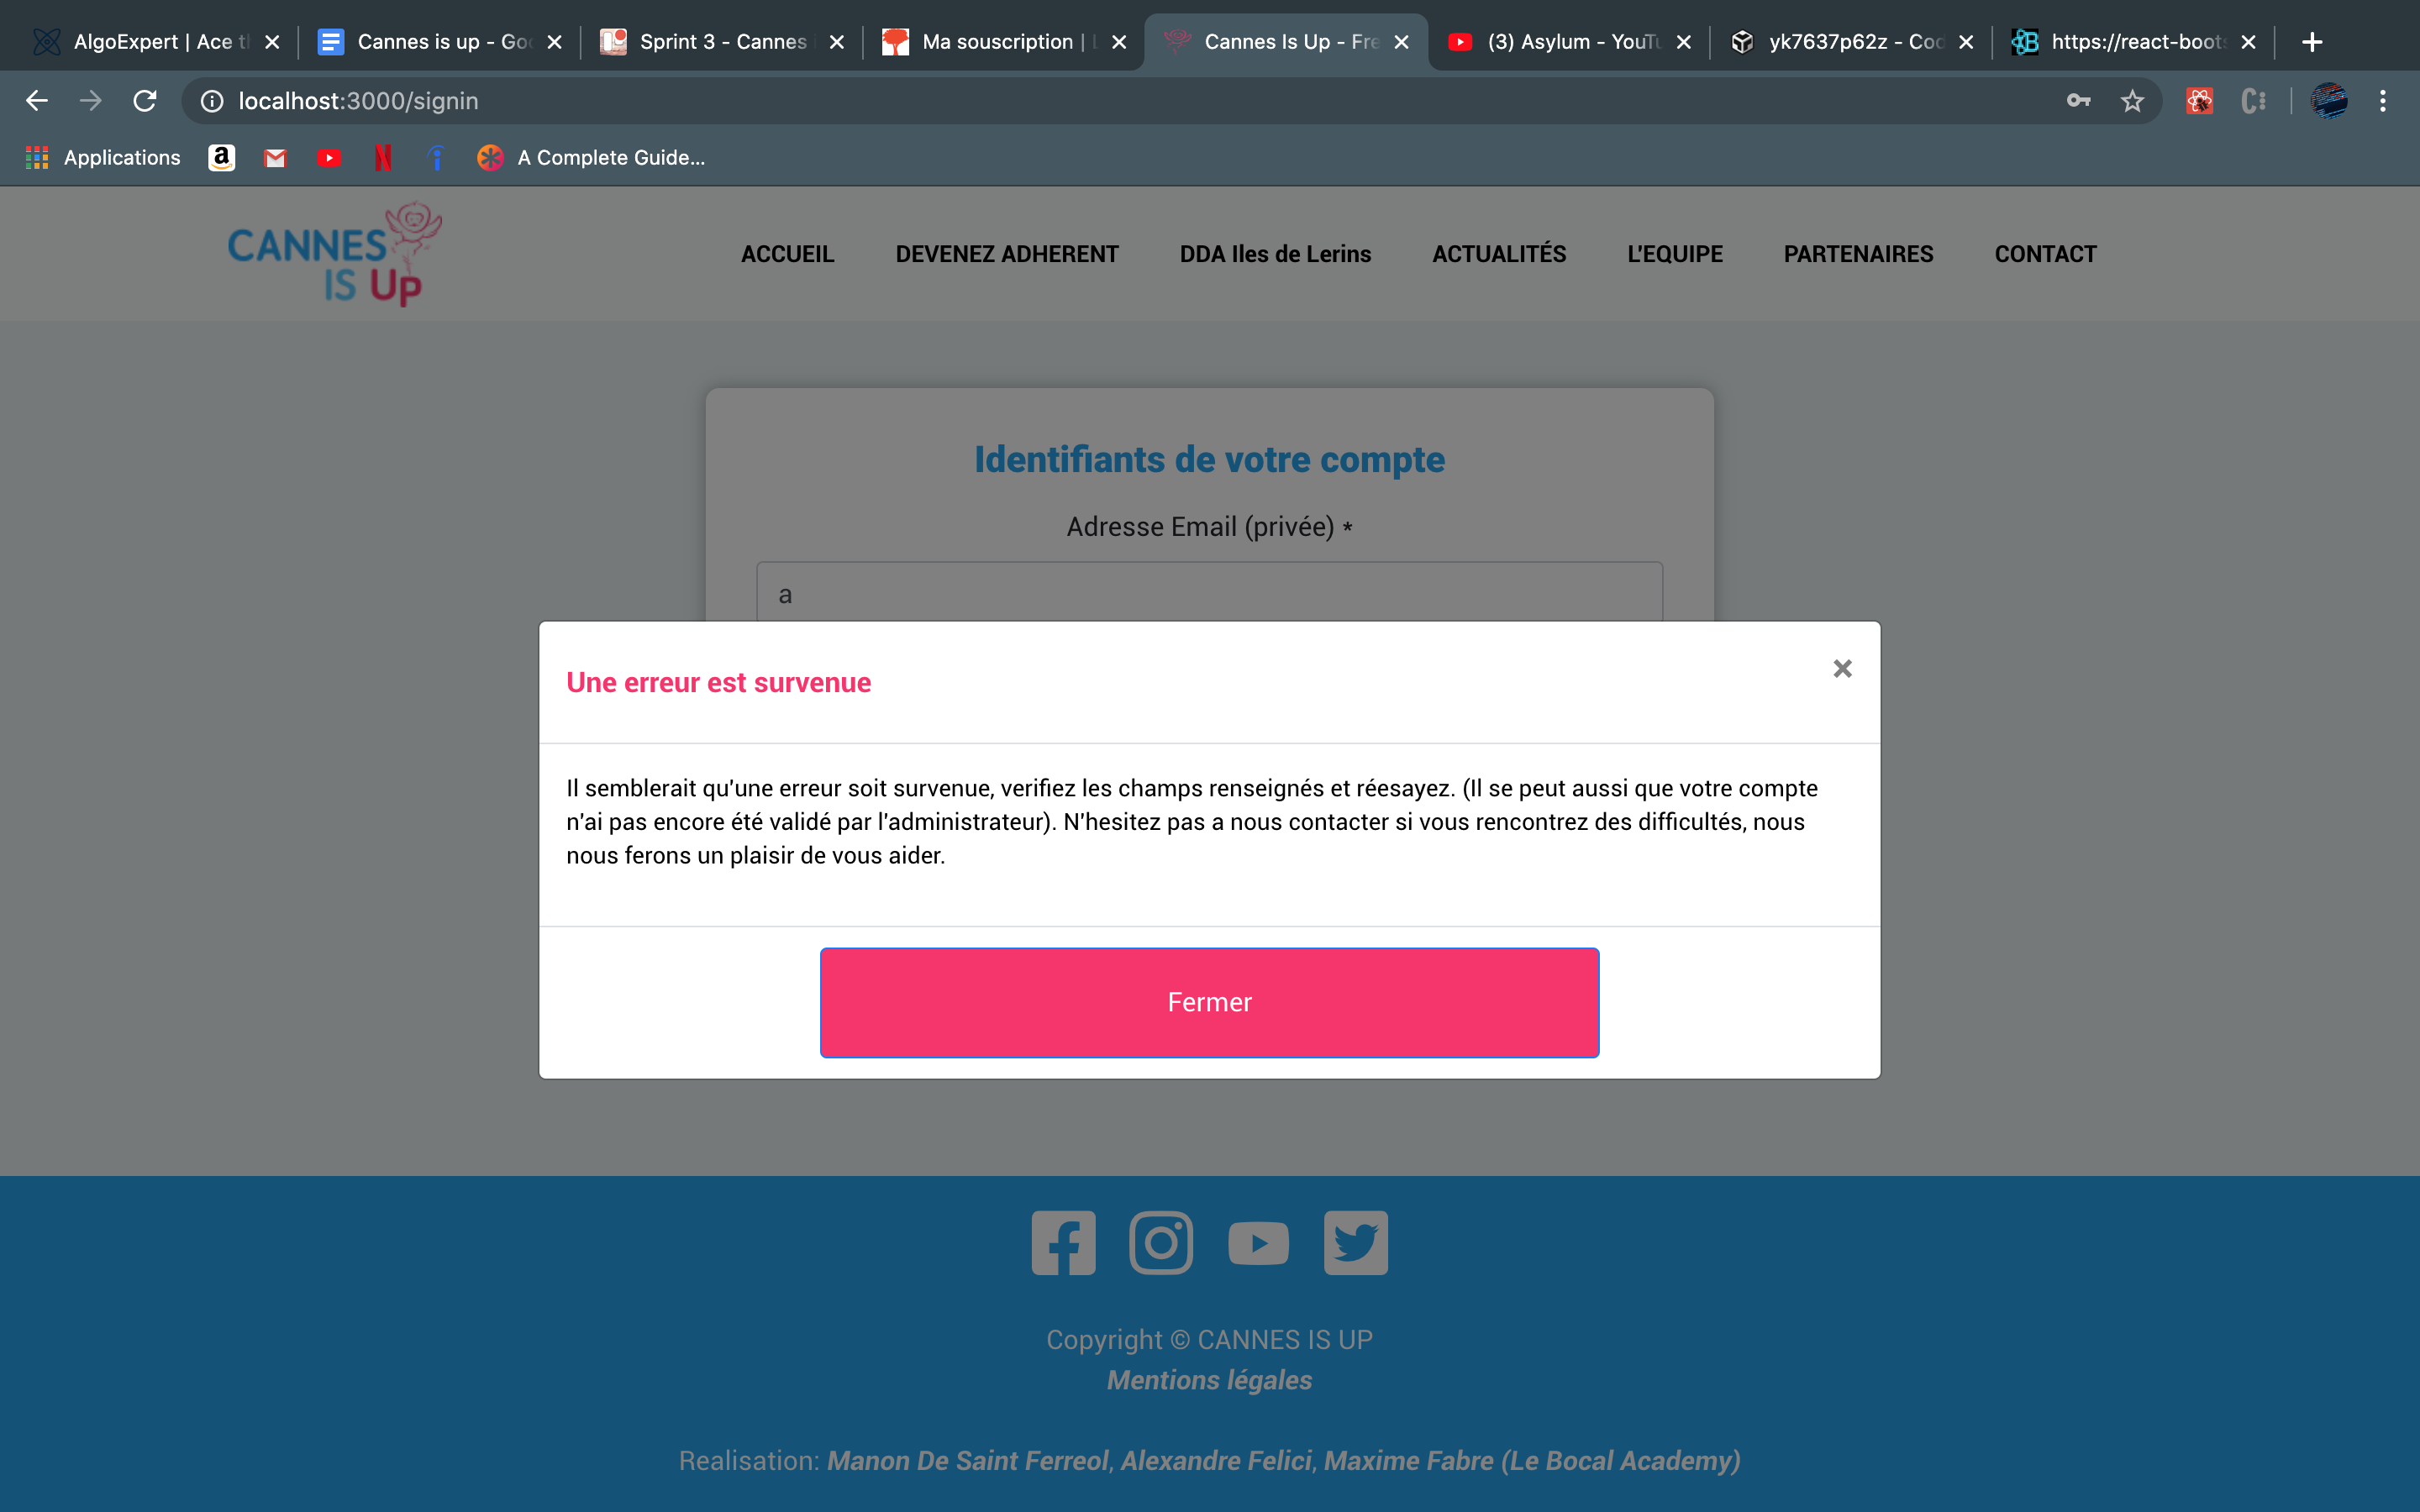 AlgoExpert | Ace t
Cannes is up - Goo
Sprint 3 - Cannes
Ma souscription |
Cannes Is Up - Fre
(3) Asylum - YouTu
yk7637p62z - Cod
https://react-boots
localhost:3000/signin
Applications
A Complete Guide...
CANNES
IS Up
ACCUEIL
DEVENEZ ADHERENT
DDA Iles de Lerins
ACTUALITÉS
L'EQUIPE
PARTENAIRES
CONTACT
Identifiants de votre compte
Adresse Email (privée) *
a
Une erreur est survenue
×
Il semblerait qu'une erreur soit survenue, verifiez les champs renseignés et réesayez. (Il se peut aussi que votre compte
n'ai pas encore été validé par l'administrateur). N'hesitez pas a nous contacter si vous rencontrez des difficultés, nous
nous ferons un plaisir de vous aider.
Fermer
Copyright © CANNES IS UP
Mentions légales
Realisation: Manon De Saint Ferreol, Alexandre Felici, Maxime Fabre (Le Bocal Academy)